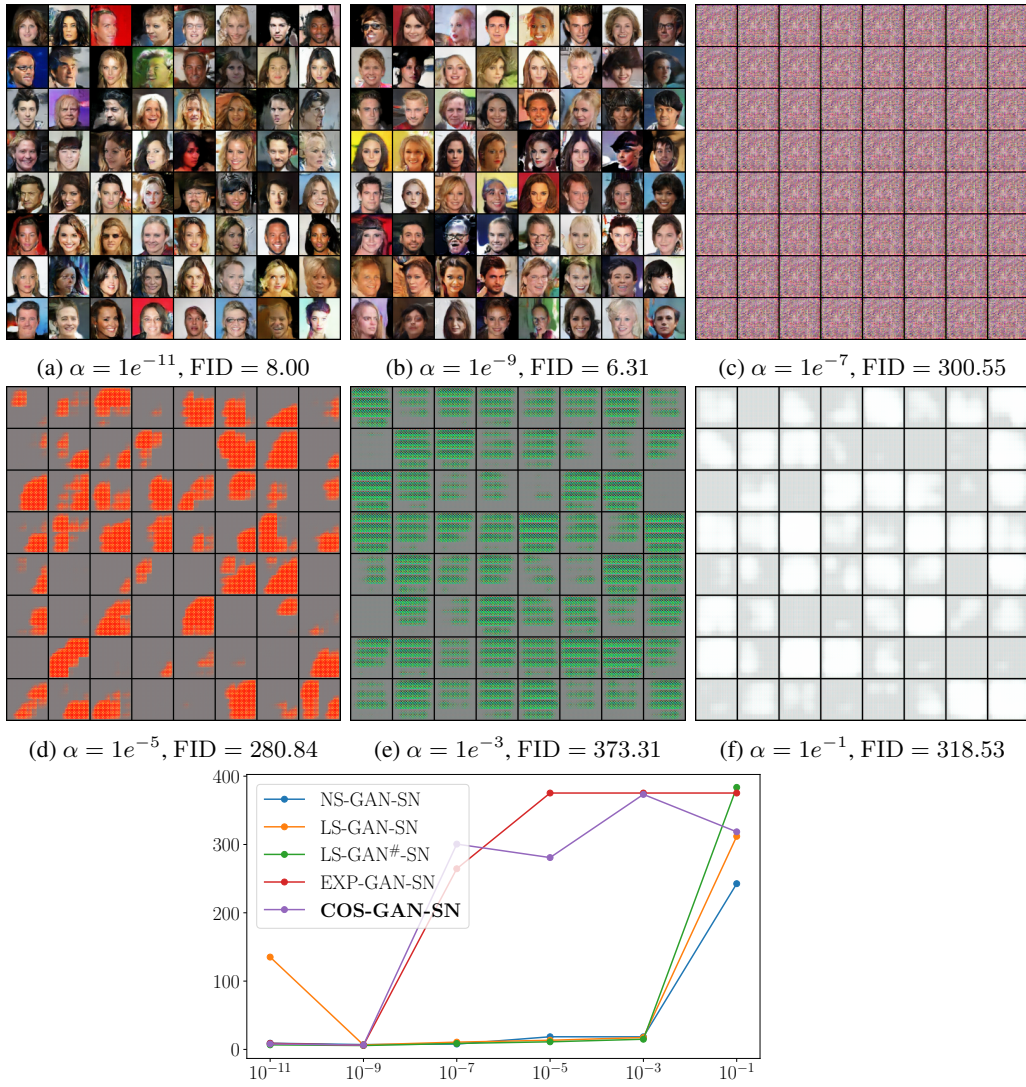 (a) α = 1e⁻¹¹, FID = 8.00
(b) α = 1e⁻⁹, FID = 6.31
(c) α = 1e⁻⁷, FID = 300.55
(d) α = 1e⁻⁵, FID = 280.84
(e) α = 1e⁻³, FID = 373.31
(f) α = 1e⁻¹, FID = 318.53
400
300
200
100
0
NS-GAN-SN
LS-GAN-SN
LS-GAN#-SN
EXP-GAN-SN
COS-GAN-SN
10⁻¹¹ 10⁻⁹ 10⁻⁷ 10⁻⁵ 10⁻³ 10⁻¹